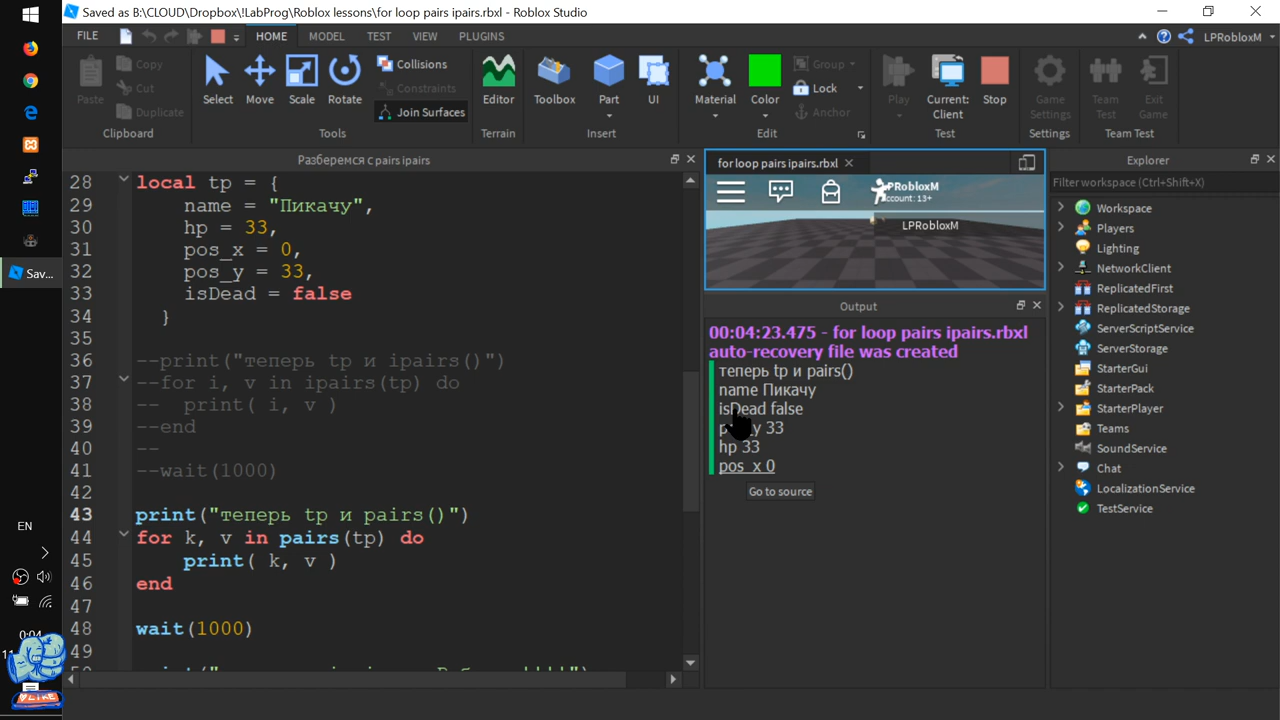 Saved as B:\CLOUD\Dropbox\!LabProg\Roblox lessons\for loop pairs ipairs.rbxl - Roblox Studio
FILE HOME MODEL TEST VIEW PLUGINS LPRobloxM
Paste Copy Cut Duplicate Clipboard
Select Move Scale Rotate Collisions Constraints Join Surfaces Tools
Editor Terrain
Toolbox Part UI Insert
Material Color Group Lock Anchor Edit
Play Current: Client Stop Test
Game Settings Settings
Team Test Exit Game Team Test
Разберемся с pairs ipairs
28 local tp = {
29 name = "Пикачу",
30 hp = 33,
31 pos_x = 0,
32 pos_y = 33,
33 isDead = false
34 }
35
36 --print("теперь tp и ipairs()")
37 --for i, v in ipairs(tp) do
38 -- print( i, v )
39 --end
40 --
41 --wait(1000)
42
43 print("теперь tp и pairs()")
44 for k, v in pairs(tp) do
45 print( k, v )
46 end
47
48 wait(1000)
49
for loop pairs ipairs.rbxl
PRobloxM
ccount: 13+
LPRobloxM
Output
00:04:23.475 - for loop pairs ipairs.rbxl
auto-recovery file was created
теперь tp и pairs()
name Пикачу
isDead false
y 33
hp 33
pos_x 0
Go to source
Explorer
Filter workspace (Ctrl+Shift+X)
Workspace
Players
Lighting
NetworkClient
ReplicatedFirst
ReplicatedStorage
ServerScriptService
ServerStorage
StarterGui
StarterPack
StarterPlayer
Teams
SoundService
Chat
LocalizationService
TestService
Sav...
EN
0:04
LIKE